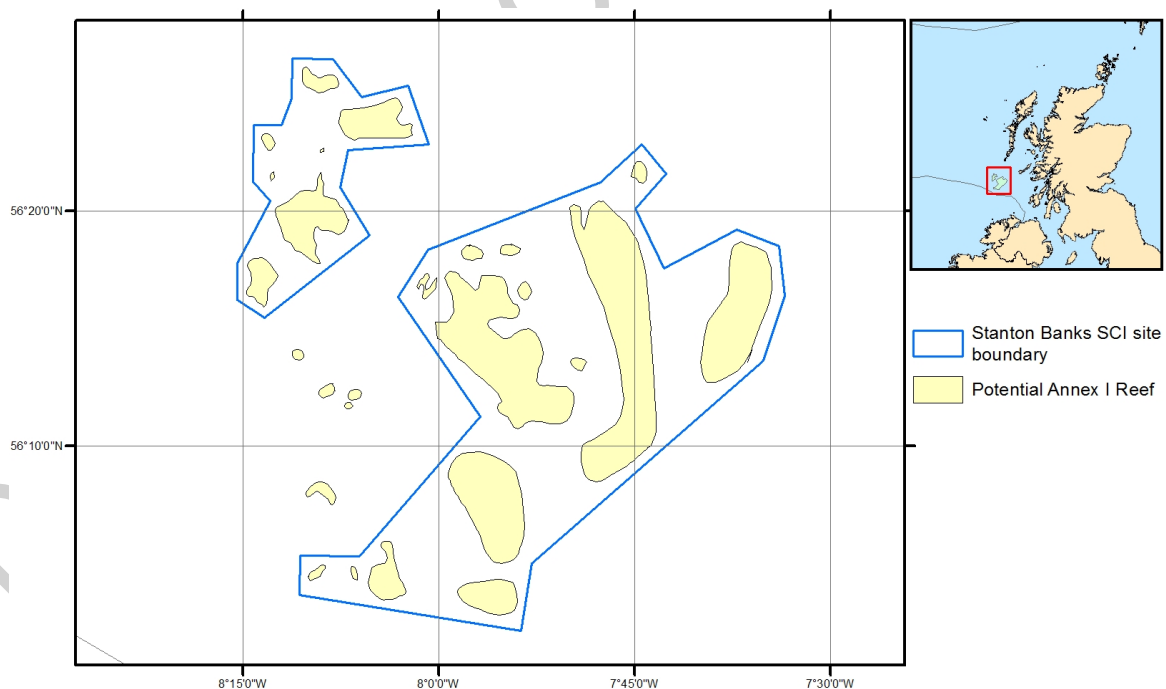 Stanton Banks SCI site
boundary
Potential Annex I Reef
56°20'0"N
56°10'0"N
8°15'0"W
8°0'0"W
7°45'0"W
7°30'0"W